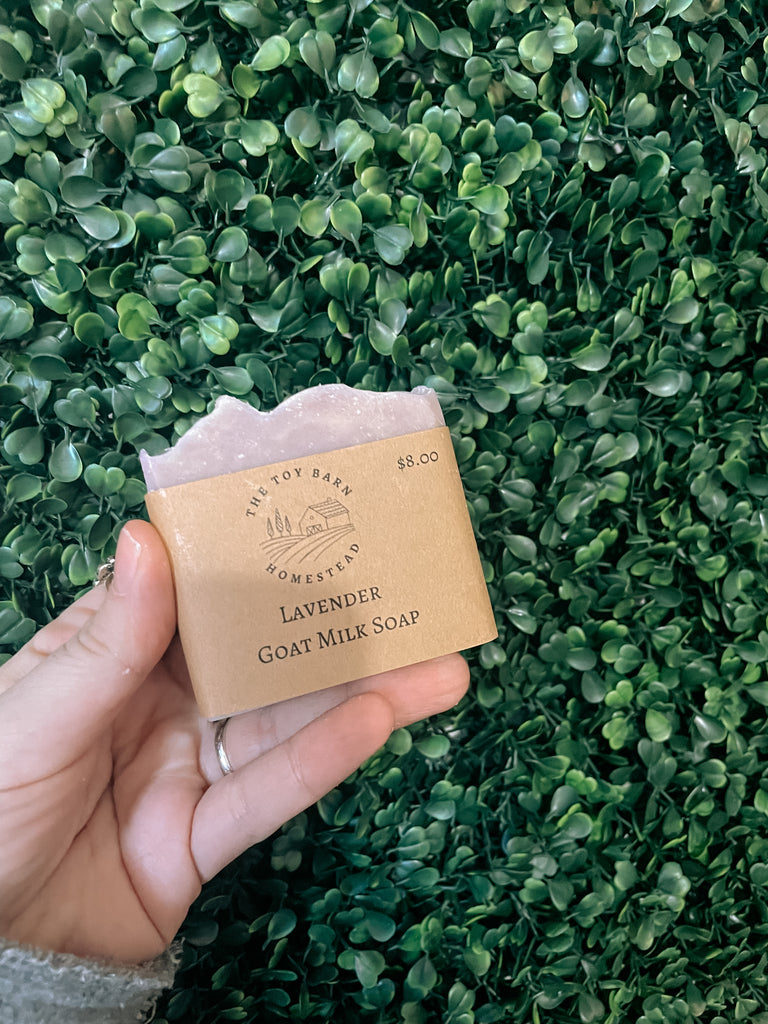 THE TOY BARN
HOMESTEAD
$8.00
LAVENDER
GOAT MILK SOAP